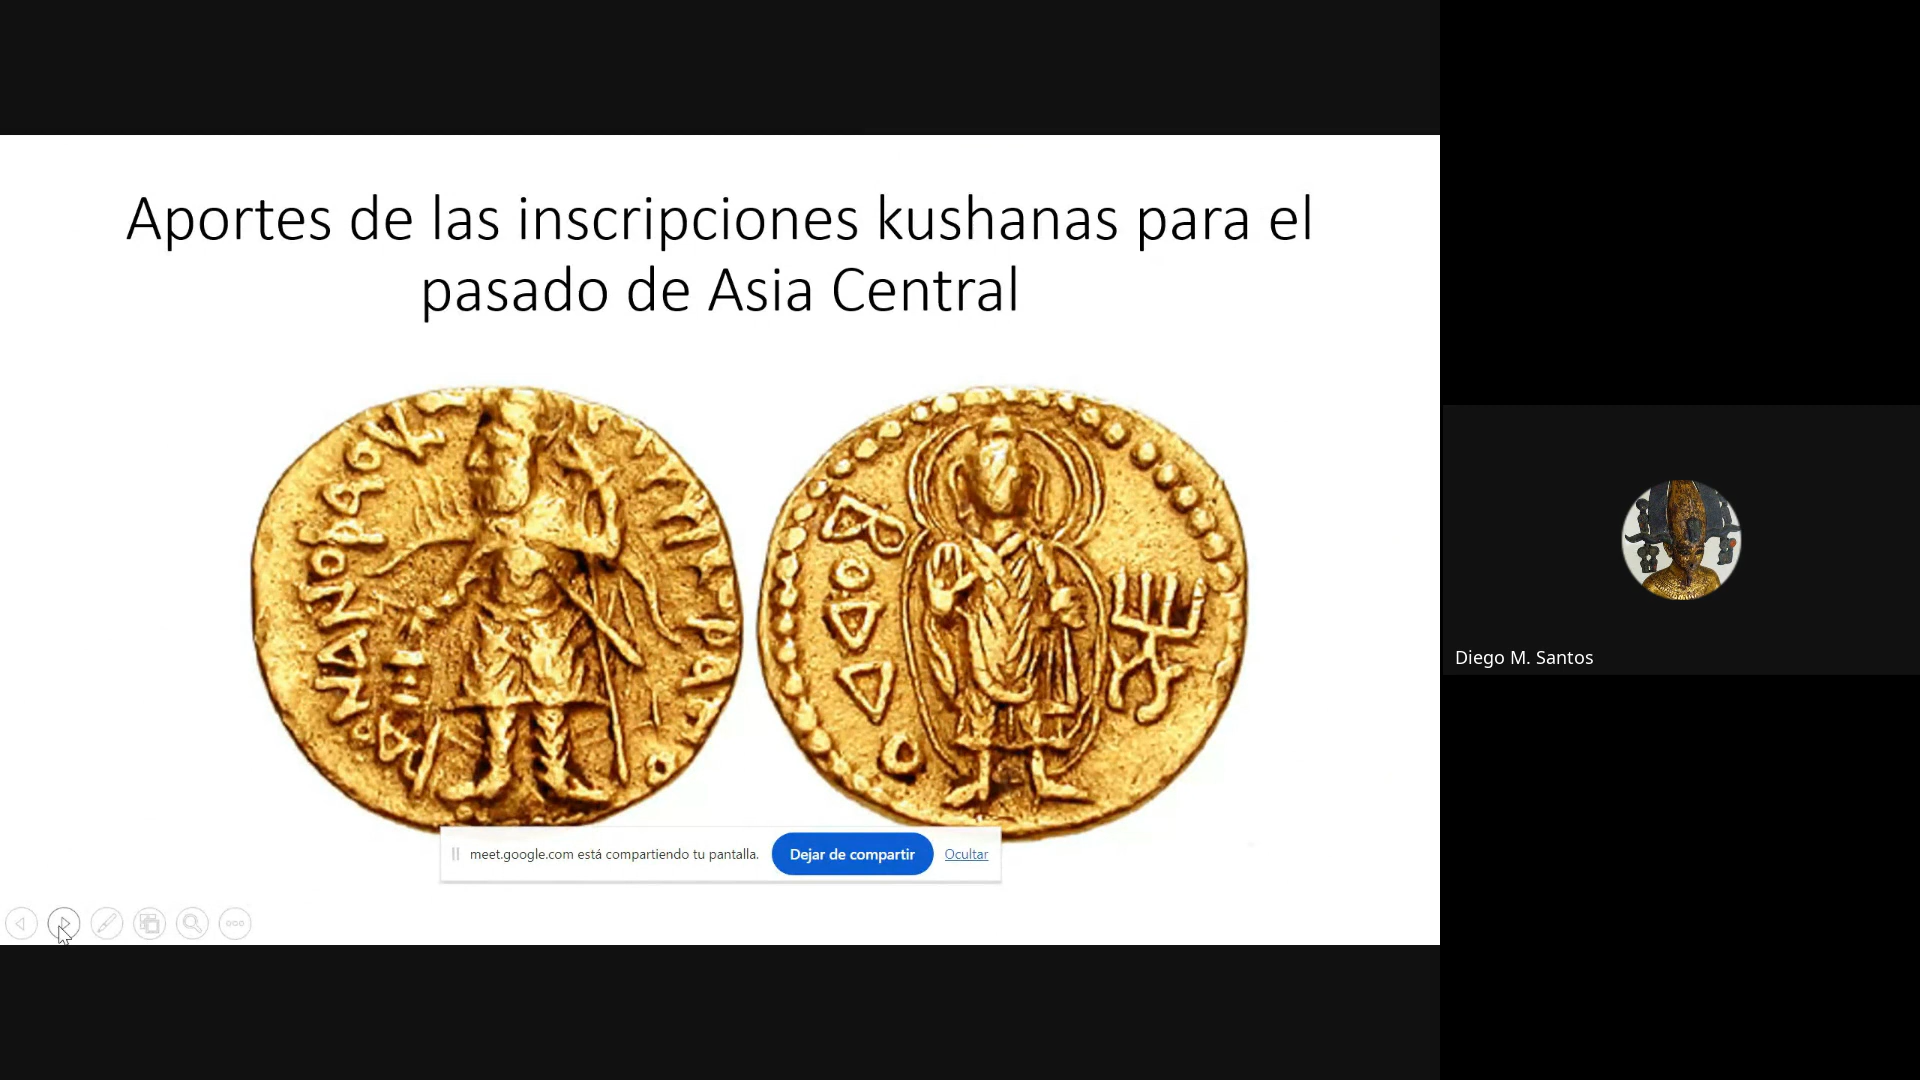 Aportes de las inscripciones kushanas para el
pasado de Asia Central
ΒΟΔΔΟ
meet.google.com está compartiendo tu pantalla.
Dejar de compartir
Ocultar
Diego M. Santos